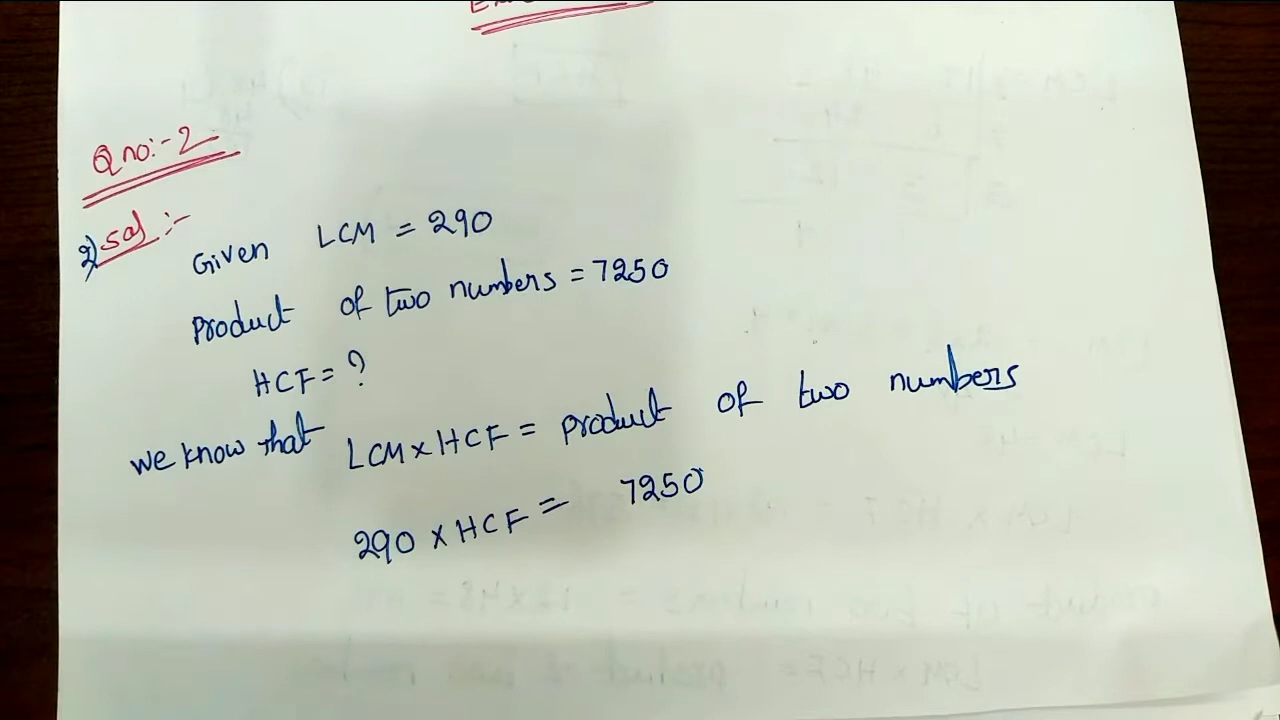 Q no:- 2
2) Sol :-
Given LCM = 290
product of two numbers = 7250
HCF = ?
we know that LCM x HCF = product of two numbers
290 x HCF = 7250